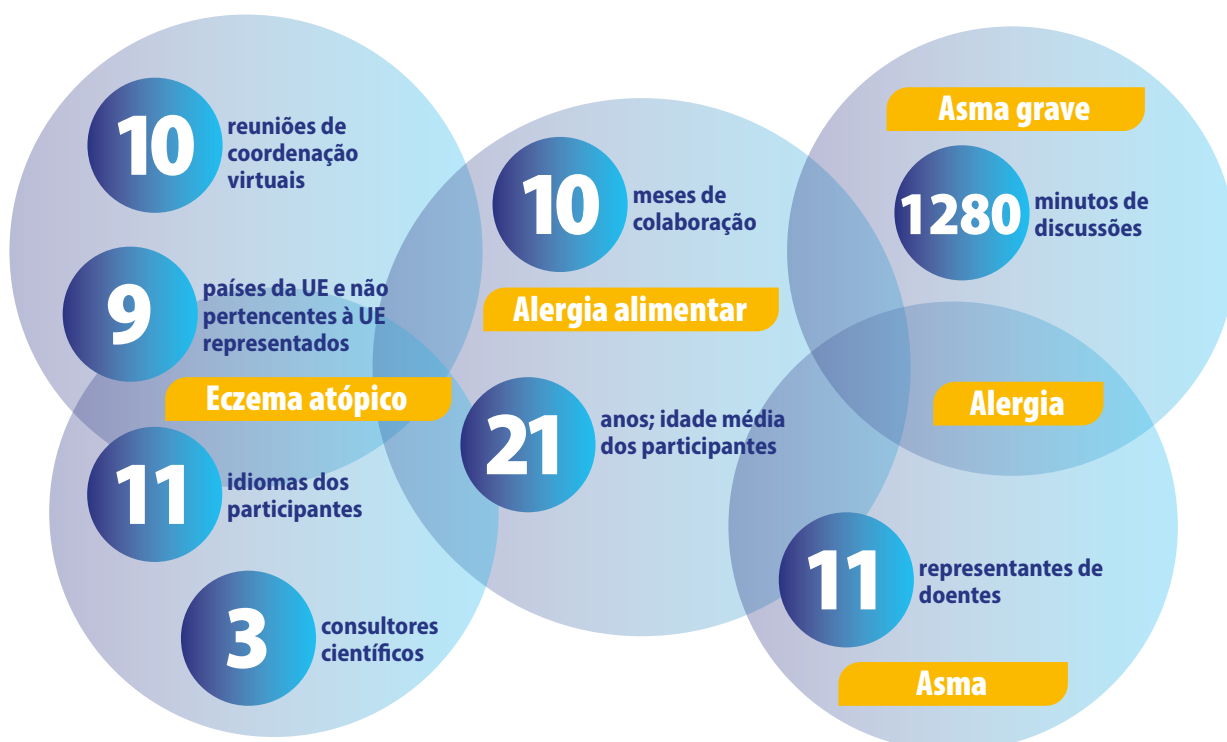 10
reuniões de
coordenação
virtuais
9
países da UE e não
pertencentes à UE
representados
Eczema atópico
11
idiomas dos
participantes
3
consultores
científicos
10
meses de
colaboração
Alergia alimentar
21
anos; idade média
dos participantes
Asma grave
1280
minutos de
discussões
Alergia
11
representantes de
doentes
Asma